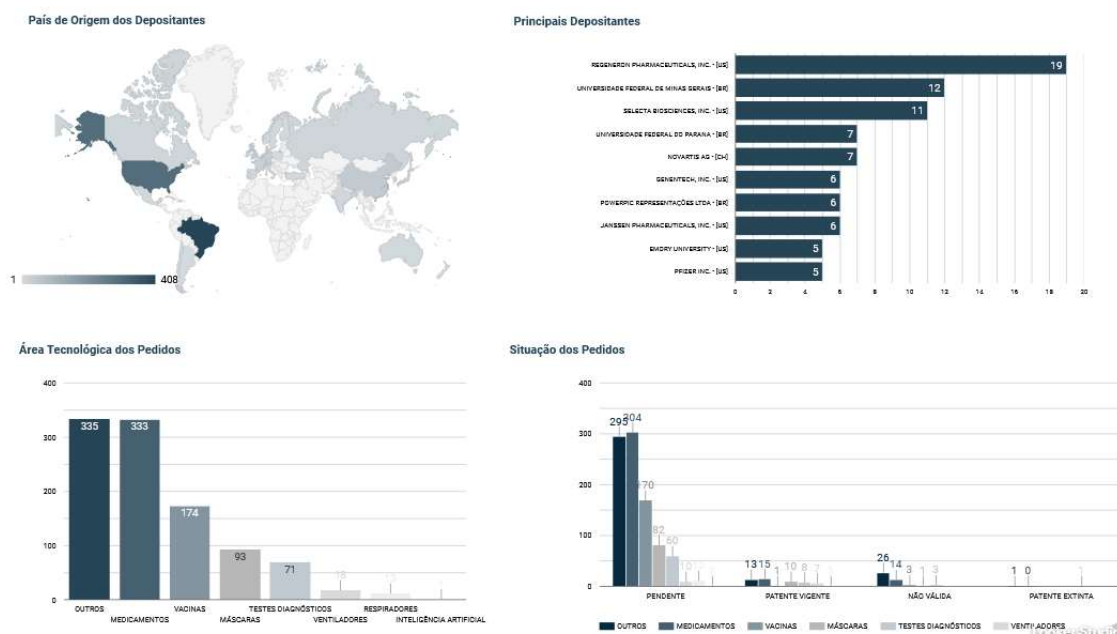 País de Origem dos Depositantes
1
408
Principais Depositantes
REGENERON PHARMACEUTICALS, INC. - [US]
19
UNIVERSIDADE FEDERAL DE MINAS GERAIS - [BR]
12
SELECTA BIOSCIENCES, INC. - [US]
11
UNIVERSIDADE FEDERAL DO PARANA - [BR]
7
NOVARTIS AG - [CH]
7
GENENTECH, INC. - [US]
6
POWERPIC REPRESENTAÇÕES LTDA - [BR]
6
JANSSEN PHARMACEUTICALS, INC. - [US]
6
EMORY UNIVERSITY - [US]
5
PFIZER INC. - [US]
5
0 2 4 6 8 10 12 14 16 18 20
Área Tecnológica dos Pedidos
400
300
200
100
0
335 333 174 93 71 18
OUTROS VACINAS TESTES DIAGNÓSTICOS RESPIRADORES
MEDICAMENTOS MÁSCARAS VENTILADORES INTELIGÊNCIA ARTIFICIAL
Situação dos Pedidos
400
300
200
100
0
295 304 170 82 60 10
13 15 1 10 8 7
26 14 3 1 3
1 0 1
PENDENTE PATENTE VIGENTE NÃO VÁLIDA PATENTE EXTINTA
OUTROS MEDICAMENTOS VACINAS MÁSCARAS TESTES DIAGNÓSTICOS VENTILADORES